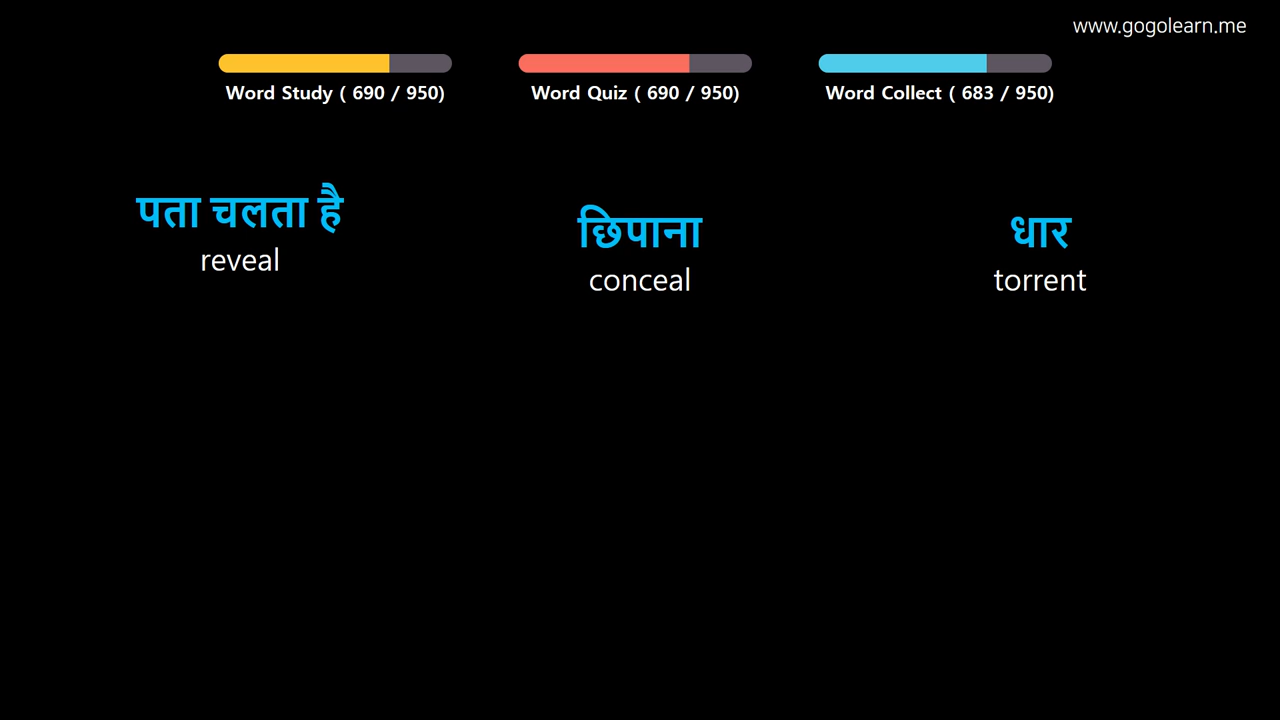 www.gogolearn.me
Word Study ( 690 / 950)
Word Quiz ( 690 / 950)
Word Collect ( 683 / 950)
पता चलता है
reveal
छिपाना
conceal
धार
torrent